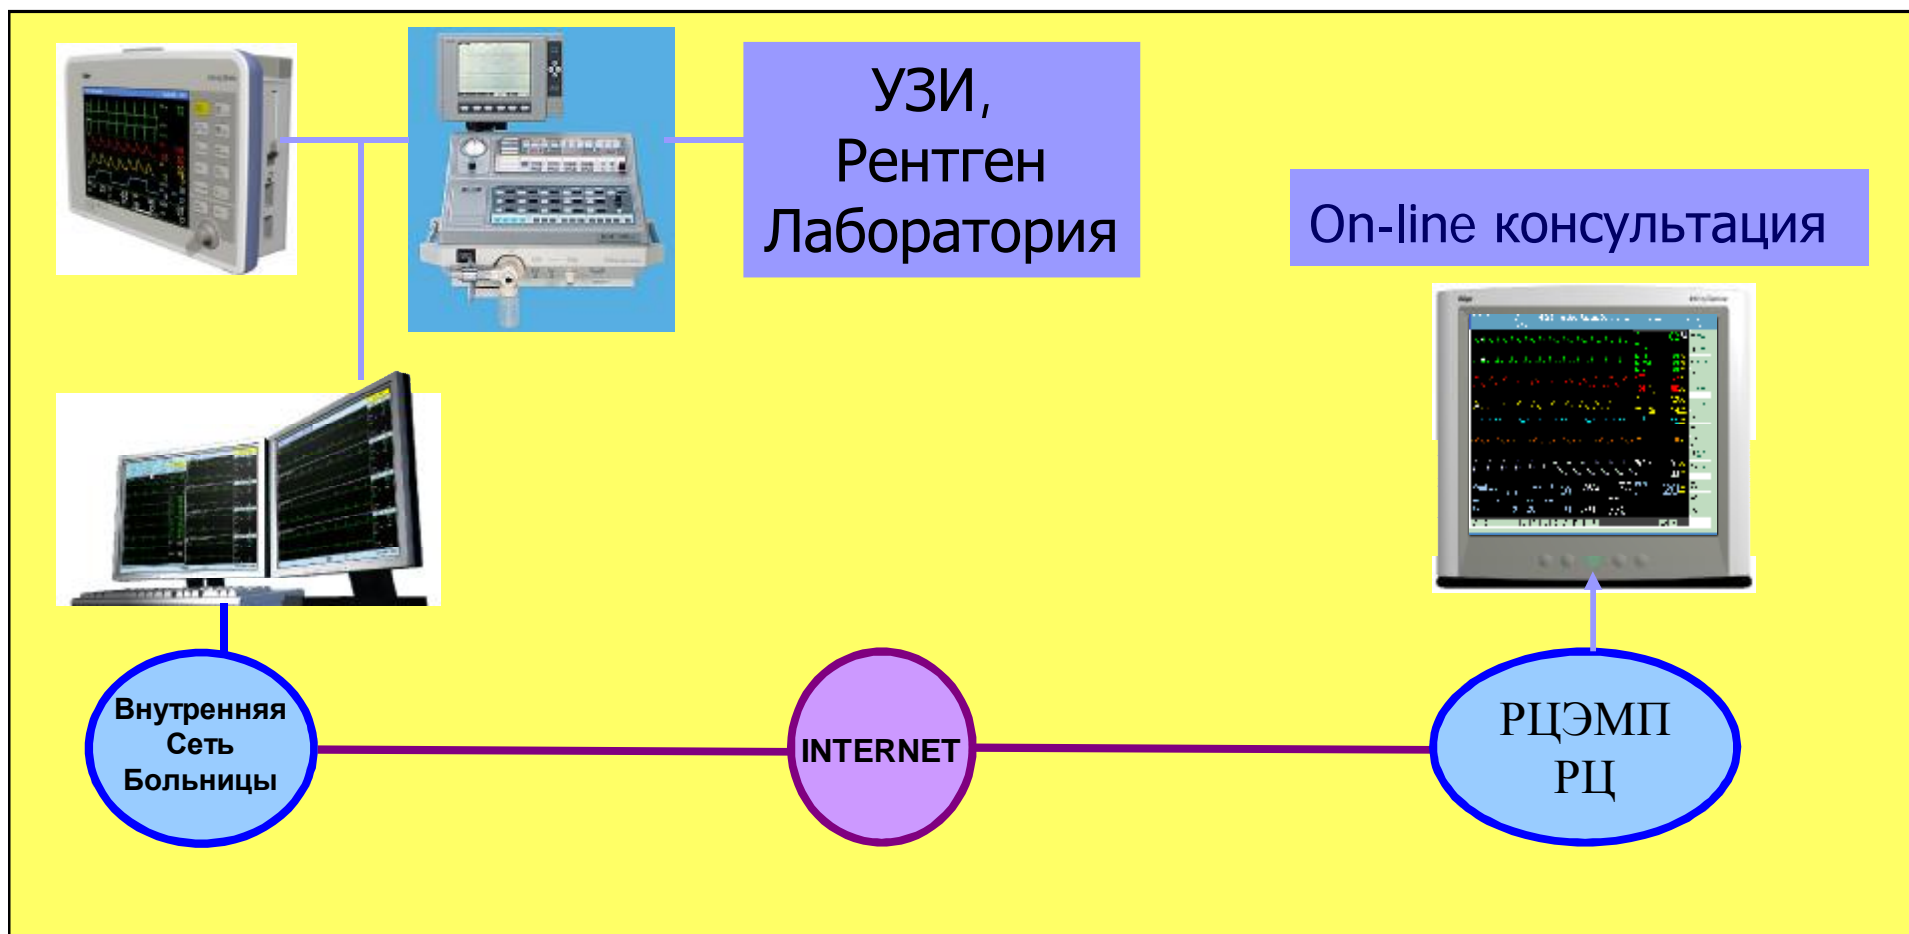 УЗИ,
Рентген
Лаборатория
On-line консультация
Внутренняя
Сеть
Больницы
INTERNET
РЦЭМП
РЦ